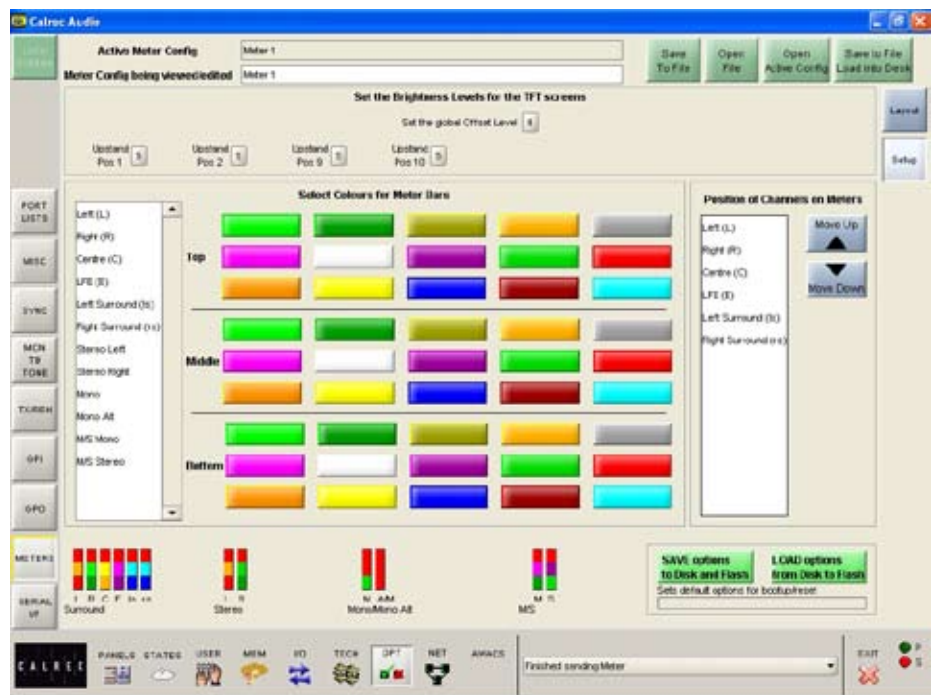 Calrec Audio
Active Meter Config
Meter 1
Save To File
Open File
Open Active Config
Save to File Load into Desk
Meter Config being viewed/edited
Meter 1
Set the Brightness Levels for the TFT screens
Set the global Offset Level
Layout
Setup
Upstand Pos 1 5
Upstand Pos 2 5
Upstand Pos 9 5
Upstand Pos 10 5
PORT LISTS
MISC
SYNC
MON TB TONE
GPI
GPO
METERS
SERIAL I/F
Select Colours for Meter Bars
Left (L)
Right (R)
Centre (C)
LFE (E)
Left Surround (ls)
Right Surround (rs)
Stereo Left
Stereo Right
Mono
Mono Alt
M/S Mono
M/S Stereo
Top
Middle
Bottom
Position of Channels on Meters
Left (L)
Right (R)
Centre (C)
LFE (E)
Left Surround (ls)
Right Surround (rs)
Move Up
Move Down
L R C E ls rs
Surround
L R
Stereo
M A/M
Mono/Mono Alt
M S
M/S
SAVE options to Disk and Flash
LOAD options from Disk to Flash
Sets default options for bootup/reset
CALREC
PANELS
STATES
USER
MEM
I/O
TECH
OPT
NET
AWACS
Finished sending Meter
EXIT
P
S